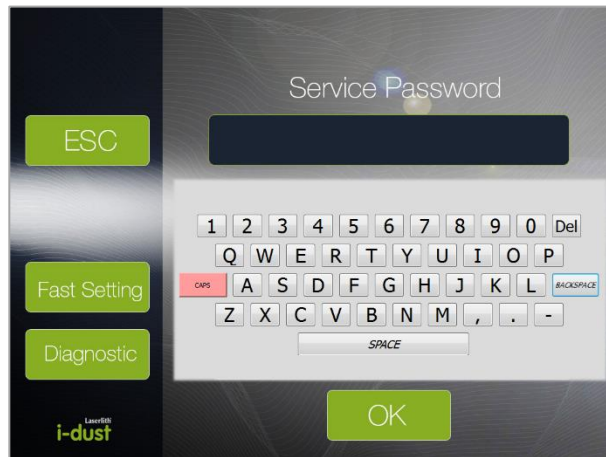 Service Password
ESC
1 2 3 4 5 6 7 8 9 0 Del
Q W E R T Y U I O P
CAPS A S D F G H J K L BACKSPACE
Z X C V B N M , . -
SPACE
Fast Setting
Diagnostic
OK
Laserlith
i-dust